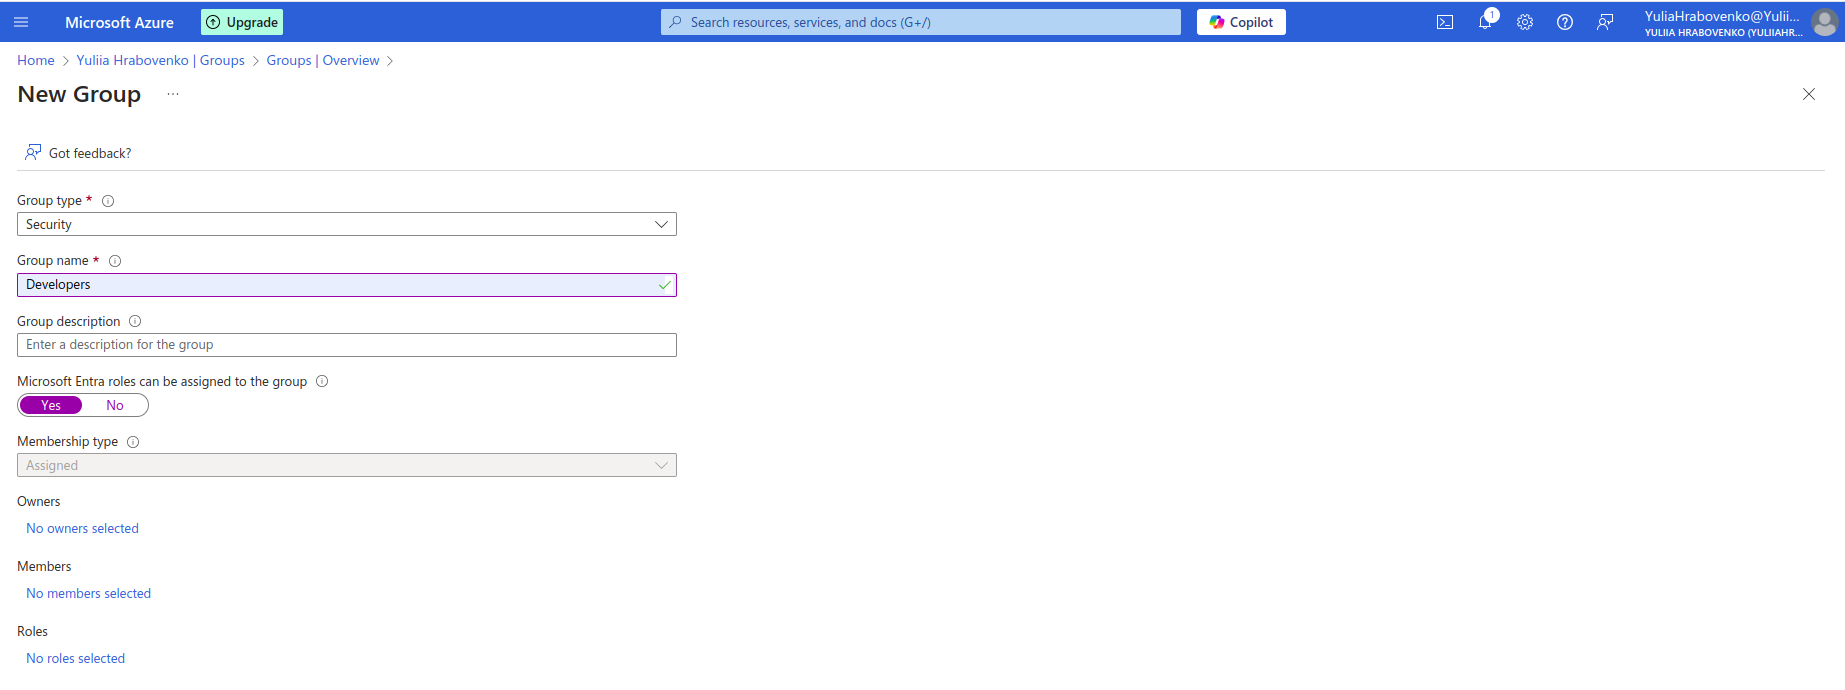 Microsoft Azure Upgrade Search resources, services, and docs (G+/) Copilot 1 YuliaHrabovenko@Yulii...
YULIIA HRABOVENKO (YULIIAHR...
Home > Yuliia Hrabovenko | Groups > Groups | Overview >
New Group ...
Got feedback?
Group type *
Security
Group name *
Developers
Group description
Enter a description for the group
Microsoft Entra roles can be assigned to the group
Yes No
Membership type
Assigned
Owners
No owners selected
Members
No members selected
Roles
No roles selected